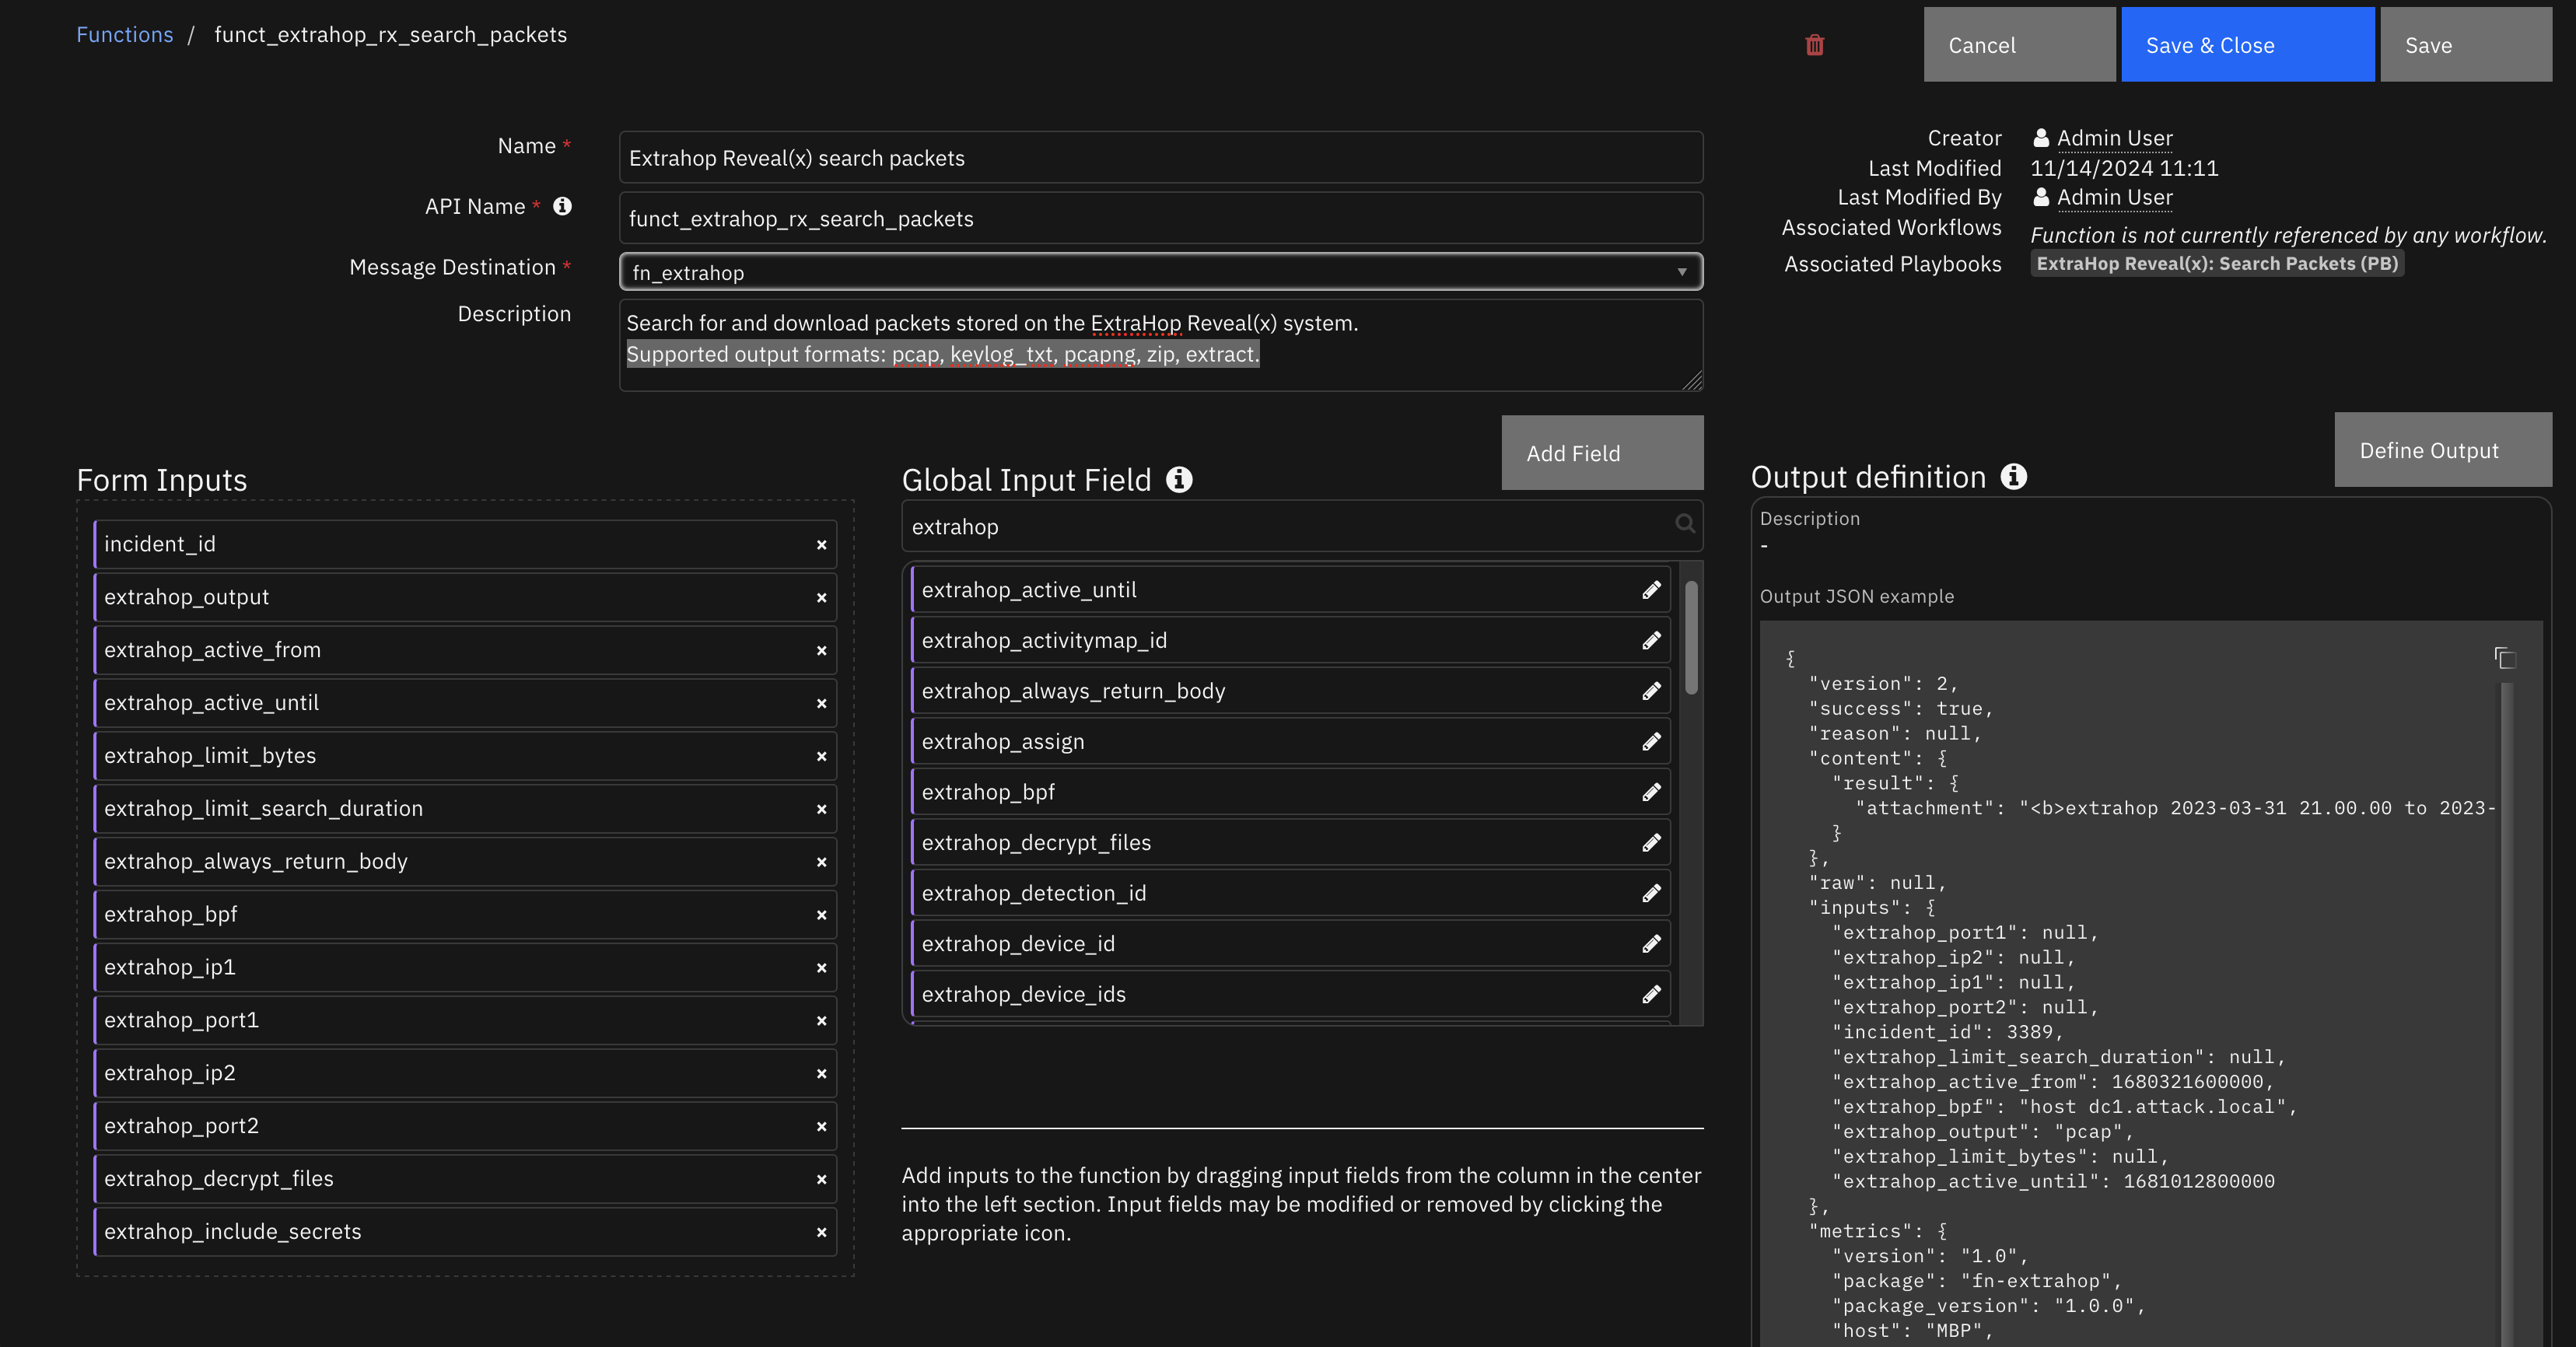 Functions / funct_extrahop_rx_search_packets
Cancel
Save & Close
Save
Name *
Extrahop Reveal(x) search packets
API Name *
funct_extrahop_rx_search_packets
Message Destination *
fn_extrahop
Description
Search for and download packets stored on the ExtraHop Reveal(x) system.
Supported output formats: pcap, keylog_txt, pcapng, zip, extract.
Creator Admin User
Last Modified 11/14/2024 11:11
Last Modified By Admin User
Associated Workflows Function is not currently referenced by any workflow.
Associated Playbooks ExtraHop Reveal(x): Search Packets (PB)
Form Inputs
incident_id
extrahop_output
extrahop_active_from
extrahop_active_until
extrahop_limit_bytes
extrahop_limit_search_duration
extrahop_always_return_body
extrahop_bpf
extrahop_ip1
extrahop_port1
extrahop_ip2
extrahop_port2
extrahop_decrypt_files
extrahop_include_secrets
Global Input Field
Add Field
extrahop
extrahop_active_until
extrahop_activitymap_id
extrahop_always_return_body
extrahop_assign
extrahop_bpf
extrahop_decrypt_files
extrahop_detection_id
extrahop_device_id
extrahop_device_ids
Add inputs to the function by dragging input fields from the column in the center
into the left section. Input fields may be modified or removed by clicking the
appropriate icon.
Output definition
Define Output
Description
-
Output JSON example
{
"version": 2,
"success": true,
"reason": null,
"content": {
"result": {
"attachment": "<b>extrahop 2023-03-31 21.00.00 to 2023-
}
},
"raw": null,
"inputs": {
"extrahop_port1": null,
"extrahop_ip2": null,
"extrahop_ip1": null,
"extrahop_port2": null,
"incident_id": 3389,
"extrahop_limit_search_duration": null,
"extrahop_active_from": 1680321600000,
"extrahop_bpf": "host dc1.attack.local",
"extrahop_output": "pcap",
"extrahop_limit_bytes": null,
"extrahop_active_until": 1681012800000
},
"metrics": {
"version": "1.0",
"package": "fn-extrahop",
"package_version": "1.0.0",
"host": "MBP",